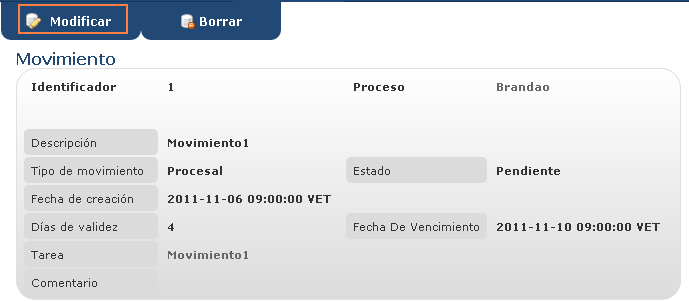 Modificar Borrar
Movimiento
Identificador 1 Proceso Brandao
Descripción Movimiento1
Tipo de movimiento Procesal Estado Pendiente
Fecha de creación 2011-11-06 09:00:00 VET
Días de validez 4 Fecha De Vencimiento 2011-11-10 09:00:00 VET
Tarea Movimiento1
Comentario